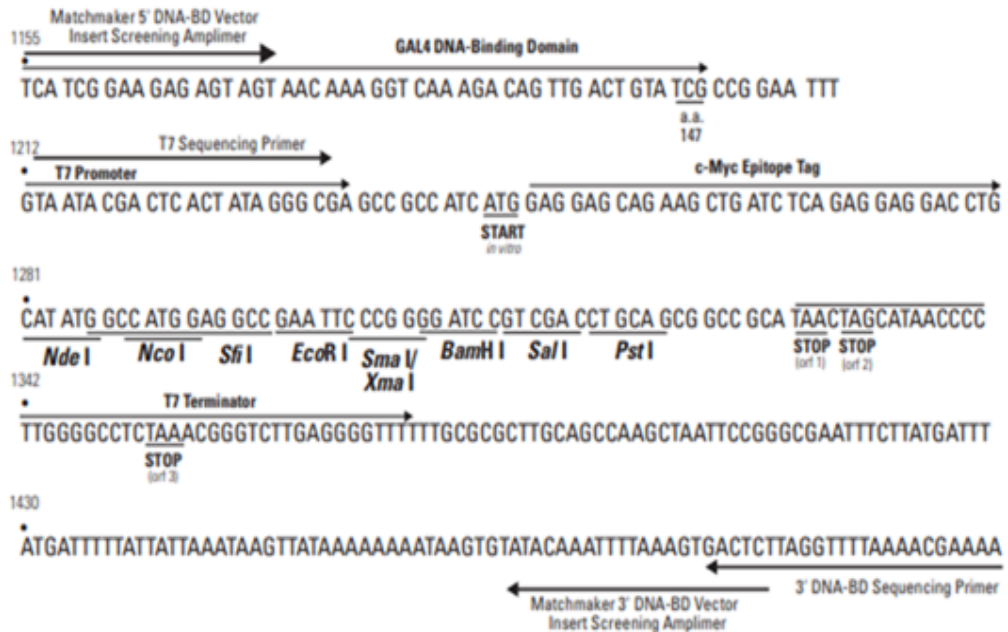 Matchmaker 5' DNA-BD Vector
Insert Screening Amplimer
1155
GAL4 DNA-Binding Domain
TCA TCG GAA GAG AGT AGT AAC AAA GGT CAA AGA CAG TTG ACT GTA TCG CCG GAA TTT
a.a.
147
1212
T7 Sequencing Primer
T7 Promoter
c-Myc Epitope Tag
GTA ATA CGA CTC ACT ATA GGG CGA GCC GCC ATC ATG GAG GAG CAG AAG CTG ATC TCA GAG GAG GAC CTG
START
in vitro
1281
CAT ATG GCC ATG GAG GCC GAA TTC CCG GGG ATC CGT CGA CCT GCA GCG GCC GCA TAA CTAG CATAACCCC
Nde I Nco I Sfi I EcoR I Sma I/ BamH I Sal I Pst I
Xma I
STOP STOP
(orf 1) (orf 2)
1342
T7 Terminator
TTGGGGCCTCTAAACGGGTCTTGAGGGGTTTTTTGCGCGCTTGCAGCCAAGCTAATTCCGGGCGAATTTCTTATGATTT
STOP
(orf 3)
1430
ATGATTTTTATTATTAAATAAGTTATAAAAAAAATAAGTGTATACAAATTTTAAAGTGACTCTTAGGTTTTAAAACGAAAA
3' DNA-BD Sequencing Primer
Matchmaker 3' DNA-BD Vector
Insert Screening Amplimer